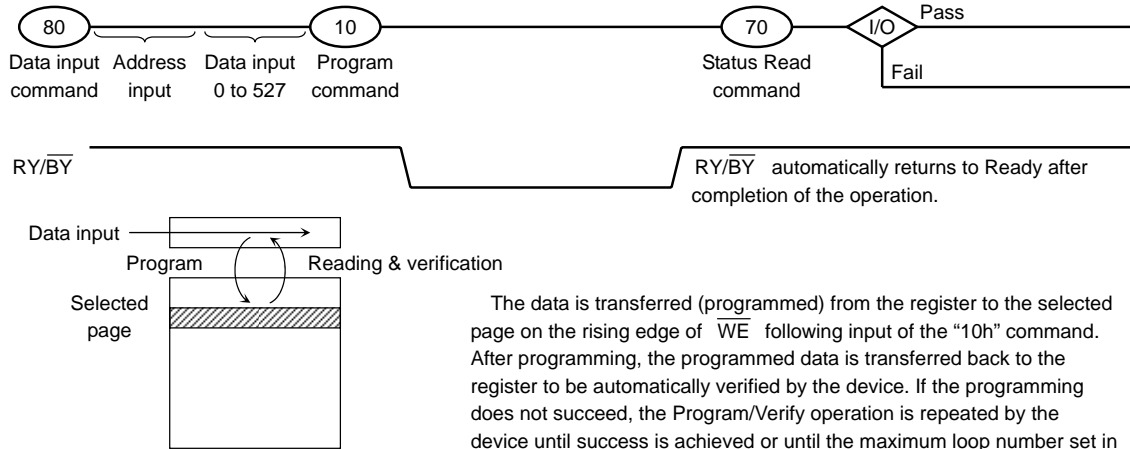 80 10 70 I/O Pass
Data input Address Data input Program Status Read
command input 0 to 527 command command
Fail
RY/BY
RY/BY automatically returns to Ready after
completion of the operation.
Data input
Program Reading & verification
Selected
page
The data is transferred (programmed) from the register to the selected
page on the rising edge of WE following input of the “10h” command.
After programming, the programmed data is transferred back to the
register to be automatically verified by the device. If the programming
does not succeed, the Program/Verify operation is repeated by the
device until success is achieved or until the maximum loop number set in